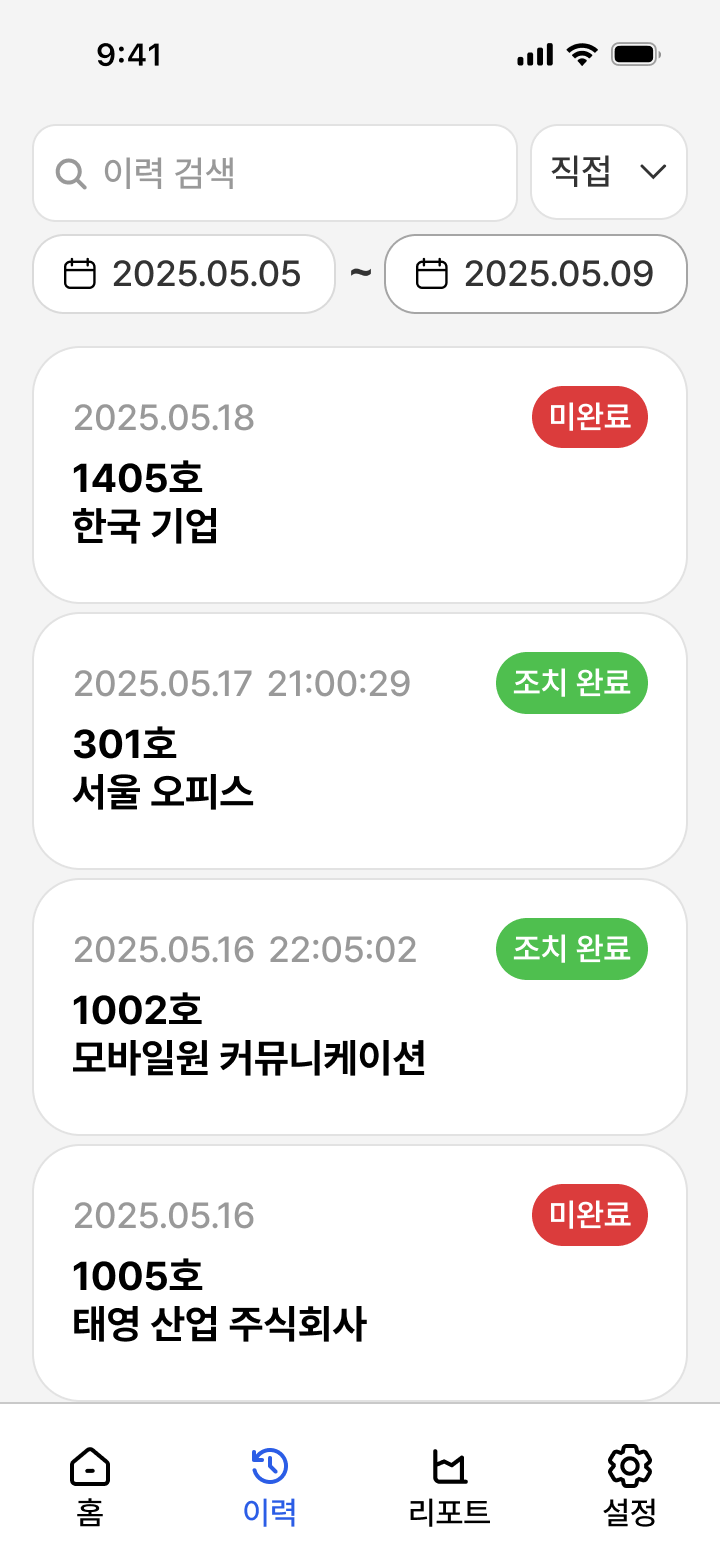 9:41
이력 검색
직접
2025.05.05 ~ 2025.05.09
2025.05.18
미완료
1405호
한국 기업
2025.05.17 21:00:29
조치 완료
301호
서울 오피스
2025.05.16 22:05:02
조치 완료
1002호
모바일원 커뮤니케이션
2025.05.16
미완료
1005호
태영 산업 주식회사
홈
이력
리포트
설정